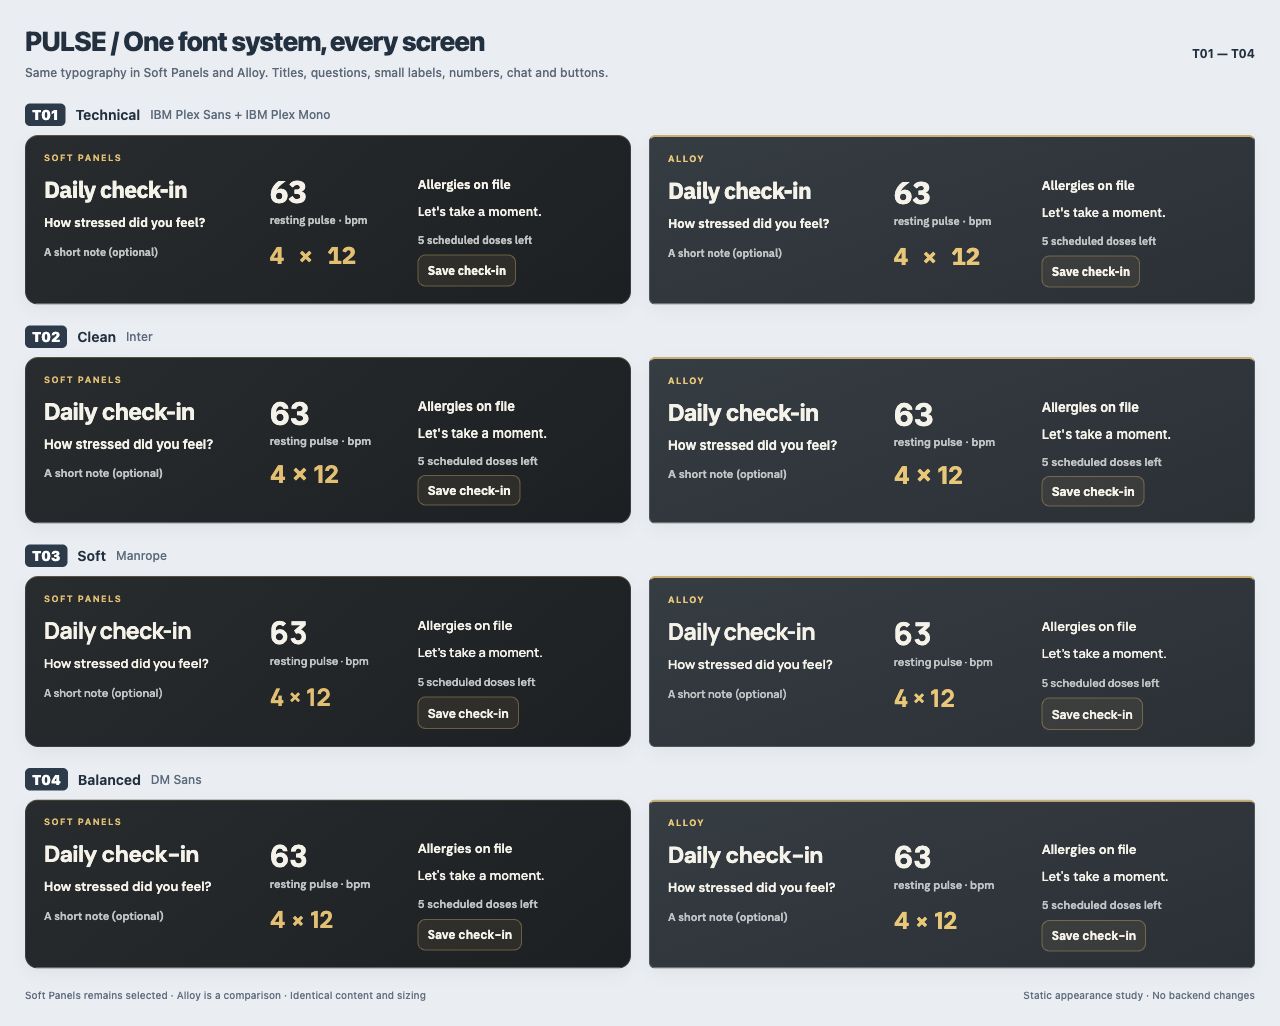 PULSE / One font system, every screen
T01 — T04
Same typography in Soft Panels and Alloy. Titles, questions, small labels, numbers, chat and buttons.
T01 Technical IBM Plex Sans + IBM Plex Mono
SOFT PANELS
Daily check-in
How stressed did you feel?
A short note (optional)
63
resting pulse · bpm
4 × 12
Allergies on file
Let's take a moment.
5 scheduled doses left
Save check-in
ALLOY
Daily check-in
How stressed did you feel?
A short note (optional)
63
resting pulse · bpm
4 × 12
Allergies on file
Let's take a moment.
5 scheduled doses left
Save check-in
T02 Clean Inter
SOFT PANELS
Daily check-in
How stressed did you feel?
A short note (optional)
63
resting pulse · bpm
4 × 12
Allergies on file
Let's take a moment.
5 scheduled doses left
Save check-in
ALLOY
Daily check-in
How stressed did you feel?
A short note (optional)
63
resting pulse · bpm
4 × 12
Allergies on file
Let's take a moment.
5 scheduled doses left
Save check-in
T03 Soft Manrope
SOFT PANELS
Daily check-in
How stressed did you feel?
A short note (optional)
63
resting pulse · bpm
4 × 12
Allergies on file
Let's take a moment.
5 scheduled doses left
Save check-in
ALLOY
Daily check-in
How stressed did you feel?
A short note (optional)
63
resting pulse · bpm
4 × 12
Allergies on file
Let's take a moment.
5 scheduled doses left
Save check-in
T04 Balanced DM Sans
SOFT PANELS
Daily check-in
How stressed did you feel?
A short note (optional)
63
resting pulse · bpm
4 × 12
Allergies on file
Let's take a moment.
5 scheduled doses left
Save check-in
ALLOY
Daily check-in
How stressed did you feel?
A short note (optional)
63
resting pulse · bpm
4 × 12
Allergies on file
Let's take a moment.
5 scheduled doses left
Save check-in
Soft Panels remains selected · Alloy is a comparison · Identical content and sizing
Static appearance study · No backend changes